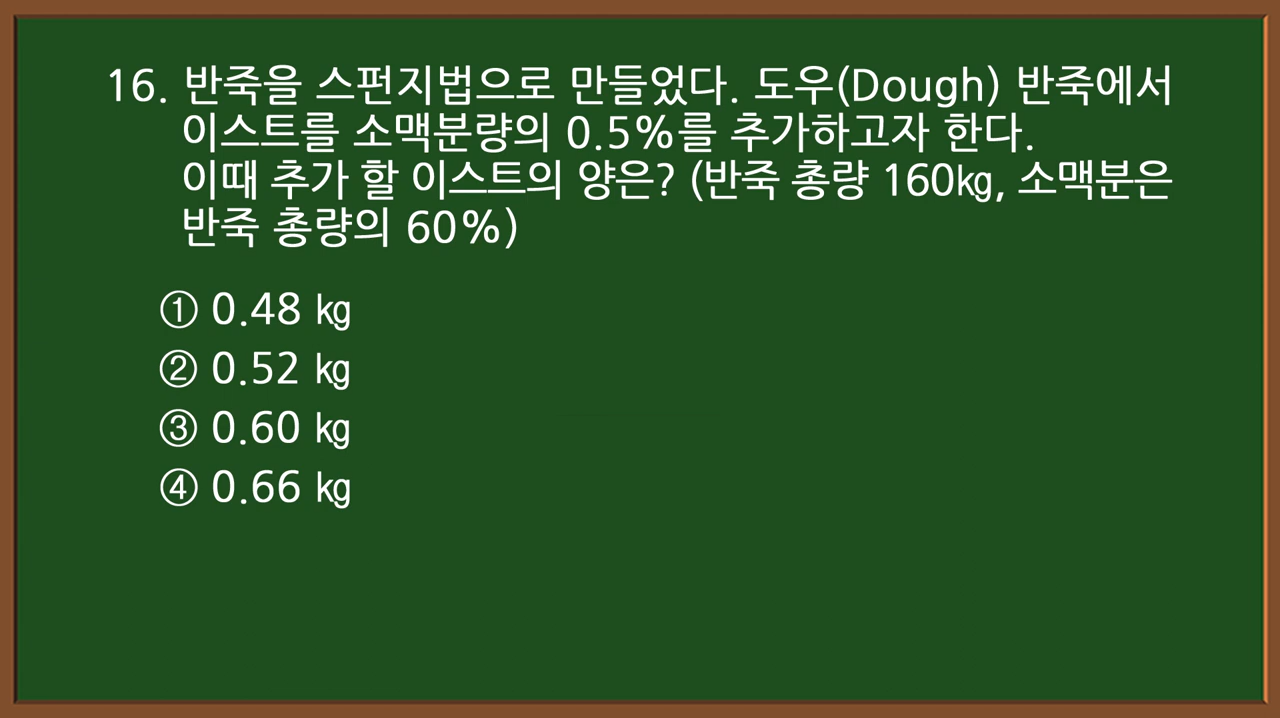 16. 반죽을 스펀지법으로 만들었다. 도우(Dough) 반죽에서
이스트를 소맥분량의 0.5%를 추가하고자 한다.
이때 추가 할 이스트의 양은? (반죽 총량 160㎏, 소맥분은
반죽 총량의 60%)
① 0.48 ㎏
② 0.52 ㎏
③ 0.60 ㎏
④ 0.66 ㎏